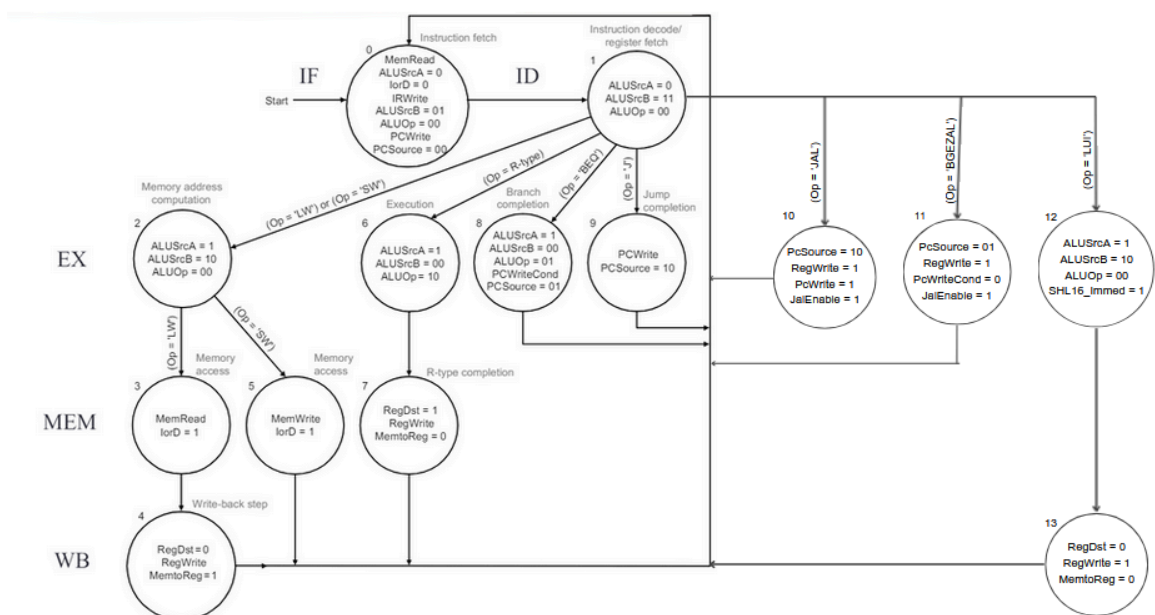 Instruction fetch
Instruction decode/
register fetch
IF
ID
Start
0
MemRead
ALUSrcA = 0
IorD = 0
IRWrite
ALUSrcB = 01
ALUOp = 00
PCWrite
PCSource = 00
1
ALUSrcA = 0
ALUSrcB = 11
ALUOp = 00
(Op = 'LW') or (Op = 'SW')
(Op = R-type)
(Op = 'BEQ')
(Op = 'J')
(Op = 'JAL')
(Op = 'BGEZAL')
(Op = 'LUI')
EX
Memory address
computation
2
ALUSrcA = 1
ALUSrcB = 10
ALUOp = 00
Execution
6
ALUSrcA = 1
ALUSrcB = 00
ALUOp = 10
Branch
completion
8
ALUSrcA = 1
ALUSrcB = 00
ALUOp = 01
PCWriteCond
PCSource = 01
Jump
completion
9
PCWrite
PCSource = 10
10
PcSource = 10
RegWrite = 1
PcWrite = 1
JalEnable = 1
11
PcSource = 01
RegWrite = 1
PcWriteCond = 0
JalEnable = 1
12
ALUSrcA = 1
ALUSrcB = 10
ALUOp = 00
SHL16_Immed = 1
(Op = 'LW')
(Op = 'SW')
MEM
Memory
access
3
MemRead
IorD = 1
Memory
access
5
MemWrite
IorD = 1
R-type completion
7
RegDst = 1
RegWrite
MemtoReg = 0
WB
Write-back step
4
RegDst = 0
RegWrite
MemtoReg = 1
13
RegDst = 0
RegWrite = 1
MemtoReg = 0